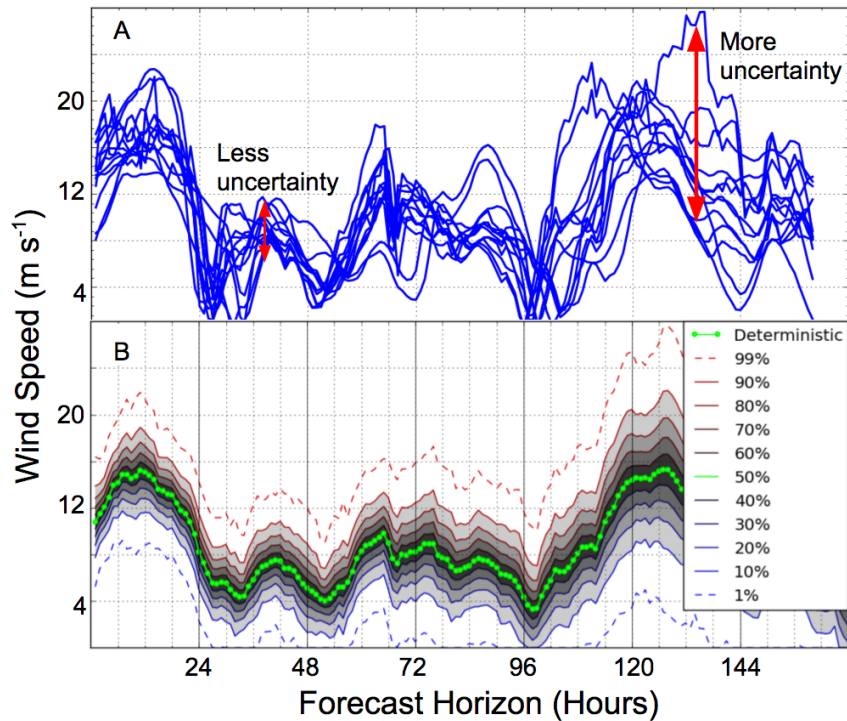 A
More
uncertainty
Less
uncertainty
20
12
4
Wind Speed (m s-1)
B
Deterministic
99%
90%
80%
70%
60%
50%
40%
30%
20%
10%
1%
20
12
4
24 48 72 96 120 144
Forecast Horizon (Hours)